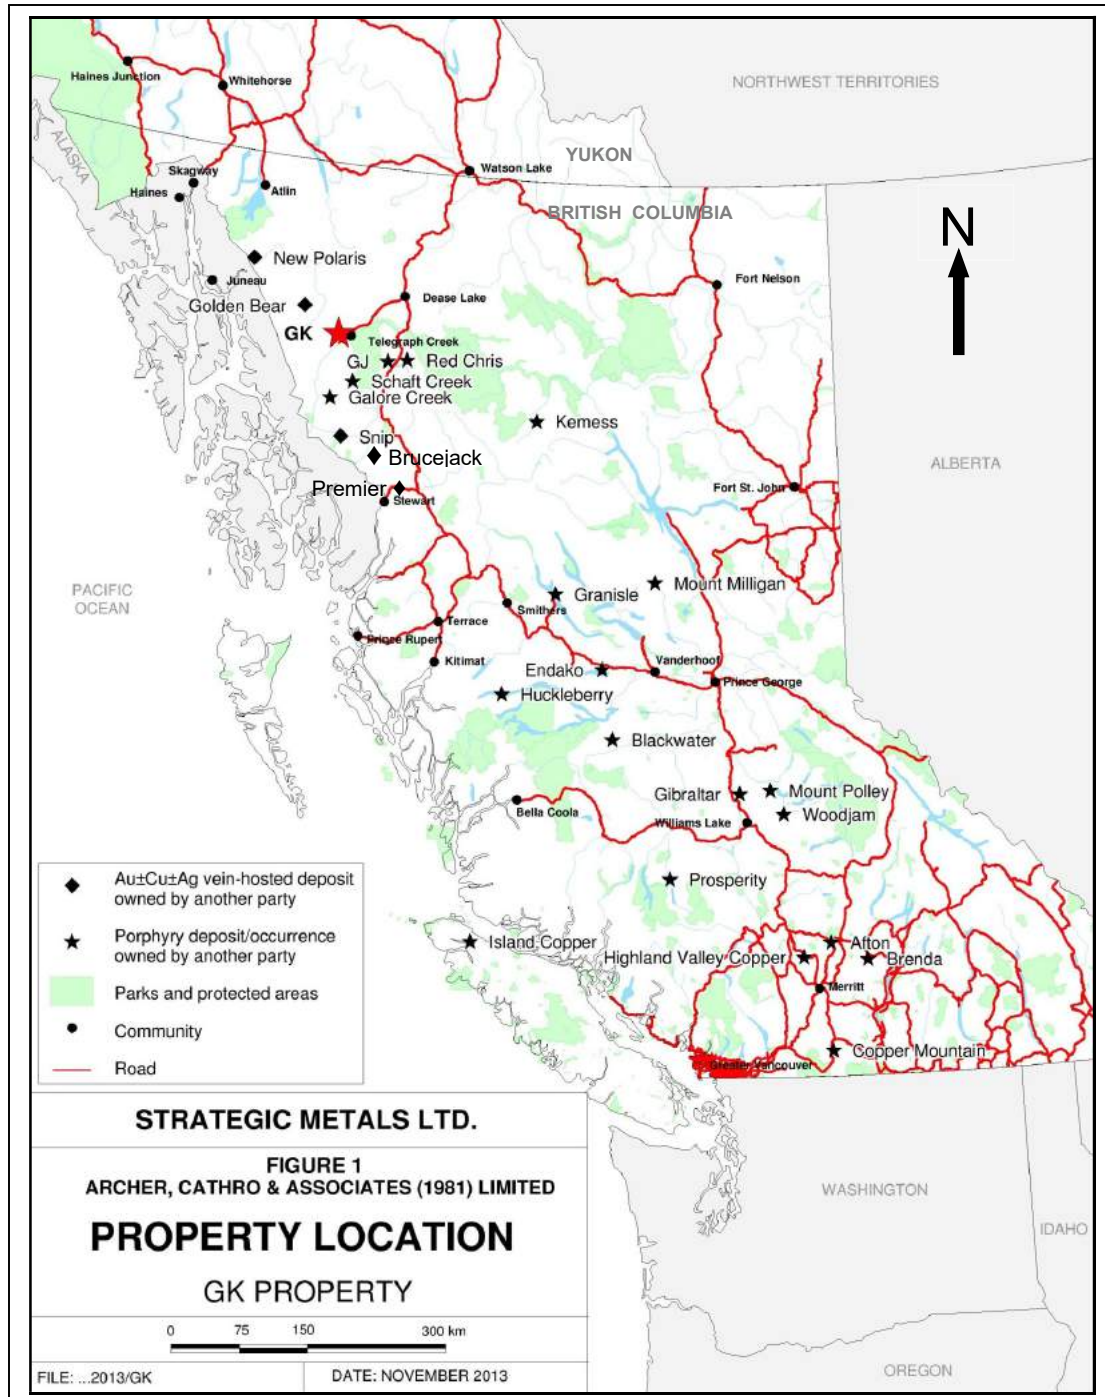 NORTHWEST TERRITORIES
Haines Junction
Whitehorse
YUKON
ALASKA
Watson Lake
Skagway
Haines
Atlin
BRITISH COLUMBIA
N
New Polaris
Juneau
Fort Nelson
Golden Bear
Dease Lake
GK
Telegraph Creek
GJ
Red Chris
Schaft Creek
Galore Creek
Kemess
Snip
Brucejack
ALBERTA
Premier
Stewart
Fort St. John
PACIFIC
OCEAN
Mount Milligan
Granisle
Smithers
Terrace
Prince Rupert
Kitimat
Vanderhoof
Endako
Prince George
Huckleberry
Blackwater
Gibraltar
Mount Polley
Bella Coola
Woodjam
Williams Lake
Prosperity
Island Copper
Afton
Highland Valley Copper
Brenda
Merritt
Copper Mountain
Greater Vancouver
Au±Cu±Ag vein-hosted deposit
owned by another party
Porphyry deposit/occurrence
owned by another party
Parks and protected areas
Community
Road
STRATEGIC METALS LTD.
FIGURE 1
ARCHER, CATHRO & ASSOCIATES (1981) LIMITED
PROPERTY LOCATION
GK PROPERTY
0 75 150 300 km
FILE: ...2013/GK
DATE: NOVEMBER 2013
WASHINGTON
IDAHO
OREGON